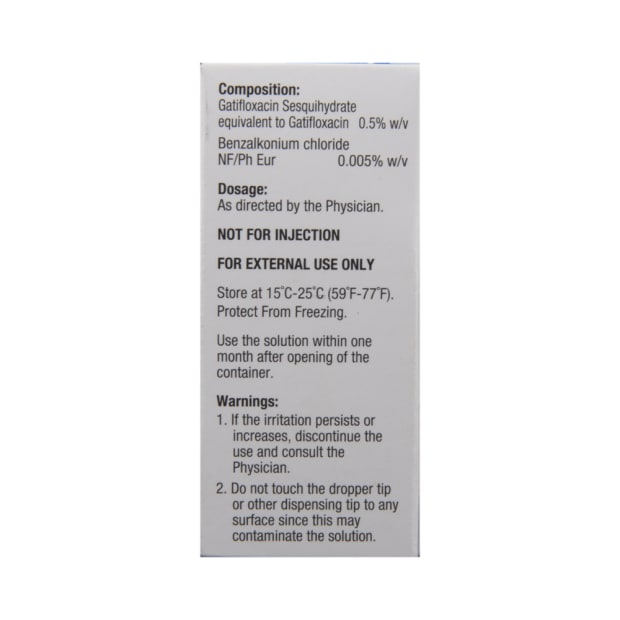 Composition:
Gatifloxacin Sesquihydrate
equivalent to Gatifloxacin 0.5% w/v
Benzalkonium chloride
NF/Ph Eur 0.005% w/v
Dosage:
As directed by the Physician.
NOT FOR INJECTION
FOR EXTERNAL USE ONLY
Store at 15°C-25°C (59°F-77°F).
Protect From Freezing.
Use the solution within one
month after opening of the
container.
Warnings:
1. If the irritation persists or
increases, discontinue the
use and consult the
Physician.
2. Do not touch the dropper tip
or other dispensing tip to any
surface since this may
contaminate the solution.